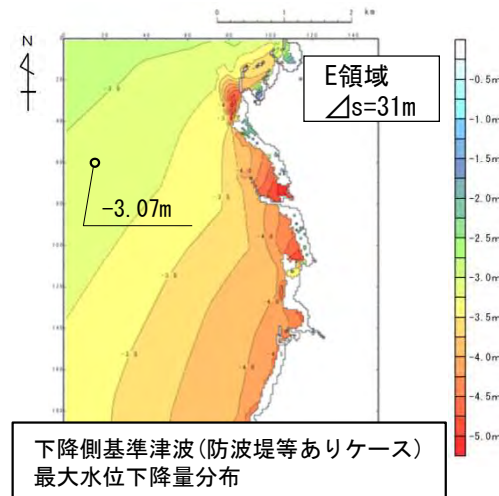 0 1 2 km
N
E領域
⊿s=31m
-3.07m
-0.5m
-1.0m
-1.5m
-2.0m
-2.5m
-3.0m
-3.5m
-4.0m
-4.5m
-5.0m
下降側基準津波(防波堤等ありケース)
最大水位下降量分布